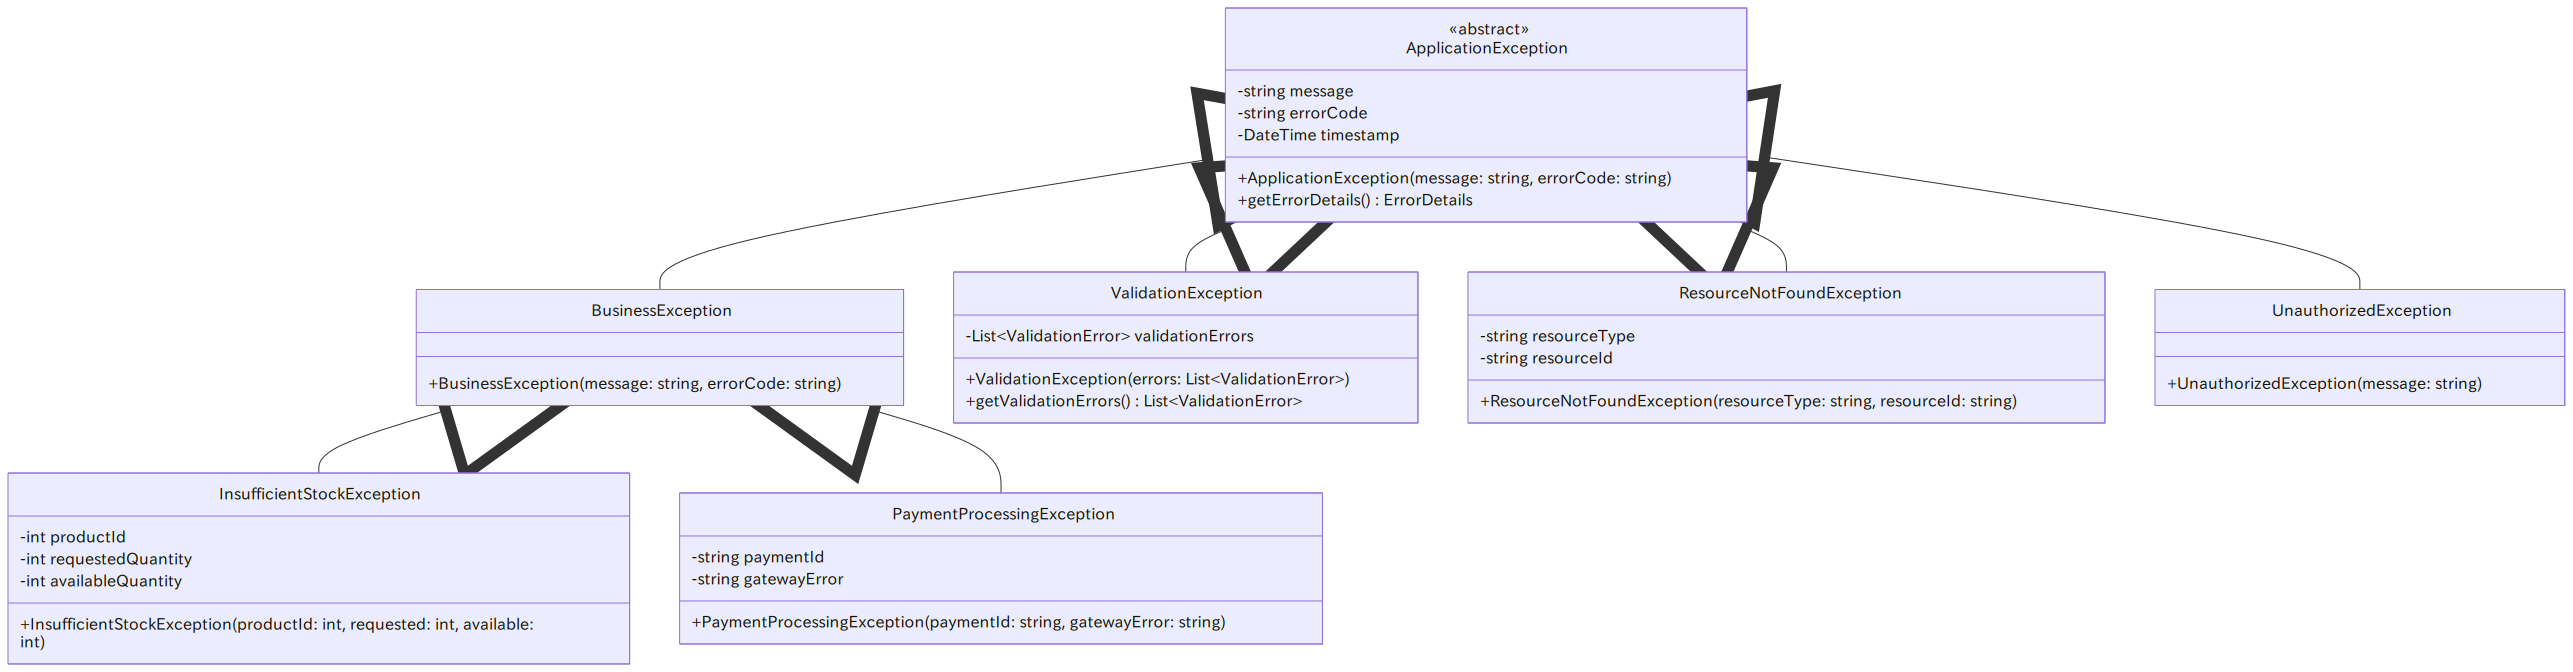 «abstract»
ApplicationException
-string message
-string errorCode
-DateTime timestamp
+ApplicationException(message: string, errorCode: string)
+getErrorDetails() : ErrorDetails
BusinessException
+BusinessException(message: string, errorCode: string)
ValidationException
-List<ValidationError> validationErrors
+ValidationException(errors: List<ValidationError>)
+getValidationErrors() : List<ValidationError>
ResourceNotFoundException
-string resourceType
-string resourceId
+ResourceNotFoundException(resourceType: string, resourceId: string)
UnauthorizedException
+UnauthorizedException(message: string)
InsufficientStockException
-int productId
-int requestedQuantity
-int availableQuantity
+InsufficientStockException(productId: int, requested: int, available:
int)
PaymentProcessingException
-string paymentId
-string gatewayError
+PaymentProcessingException(paymentId: string, gatewayError: string)